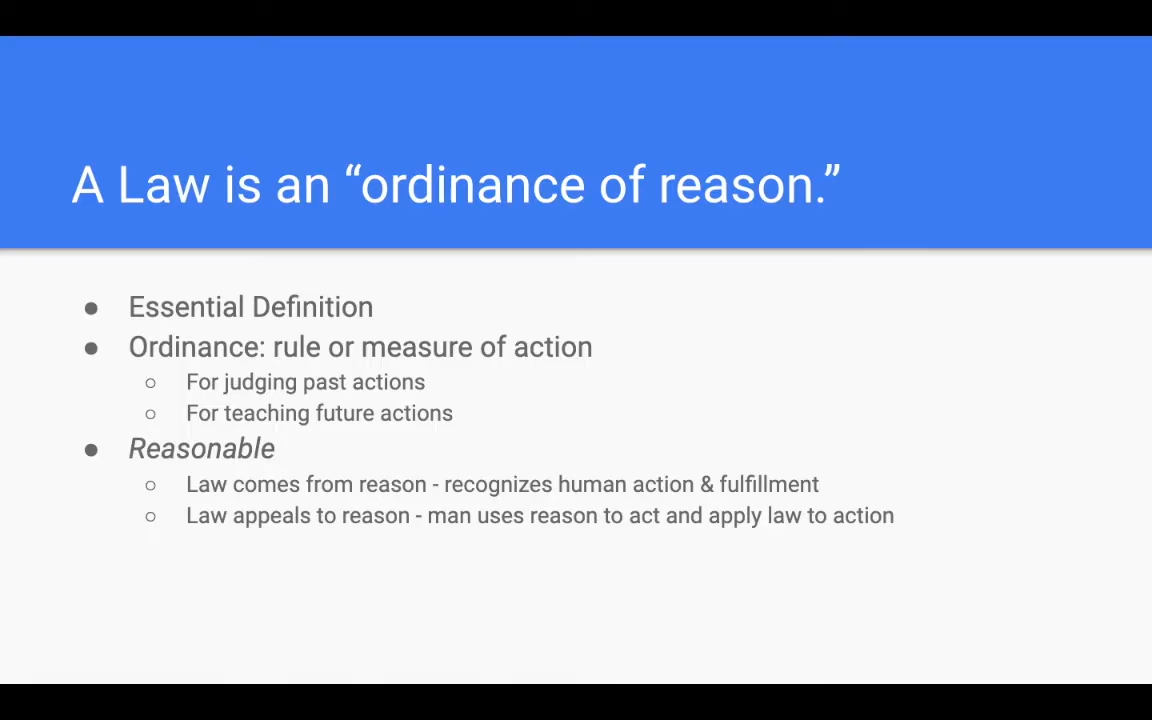 A Law is an “ordinance of reason.”
● Essential Definition
● Ordinance: rule or measure of action
○ For judging past actions
○ For teaching future actions
● Reasonable
○ Law comes from reason - recognizes human action & fulfillment
○ Law appeals to reason - man uses reason to act and apply law to action